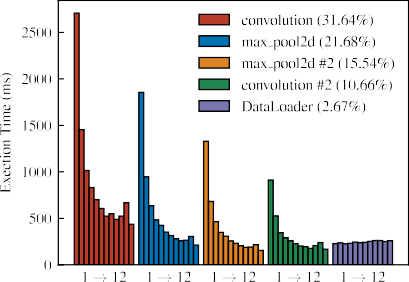 2500
2000
1500
1000
500
0
Exection Time (ms)
convolution (31.64%)
max_pool2d (21.68%)
max_pool2d #2 (15.54%)
convolution #2 (10.66%)
DataLoader (2.67%)
1 → 12 1 → 12 1 → 12 1 → 12 1 → 12